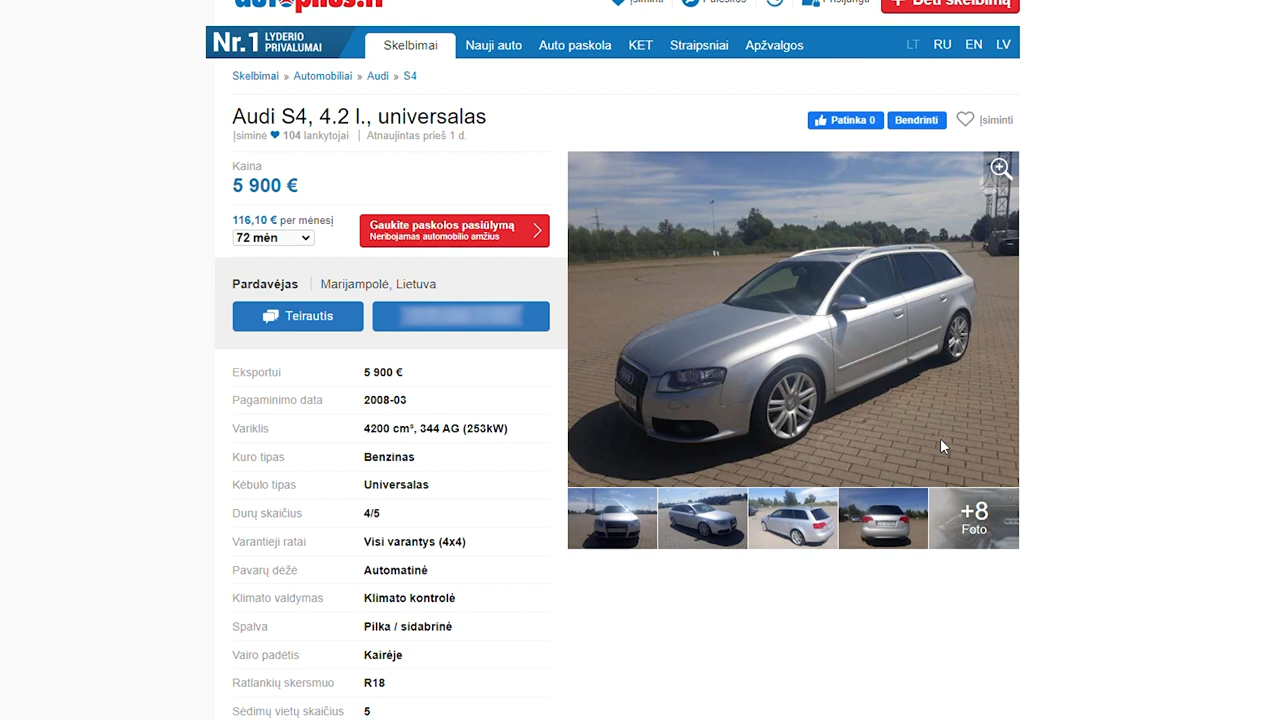 Įsiminė
Paieškos
Prisijungti
Dėti skelbimą
Nr.1 LYDERIO
PRIVALUMAI
Skelbimai
Nauji auto
Auto paskola
KET
Straipsniai
Apžvalgos
LT RU EN LV
Skelbimai » Automobiliai » Audi » S4
Audi S4, 4.2 l., universalas
Įsiminė 104 lankytojai | Atnaujintas prieš 1 d.
Patinka 0
Bendrinti
Įsiminti
Kaina
5 900 €
116,10 € per mėnesį
72 mėn
Gaukite paskolos pasiūlymą
Neribojamas automobilio amžius
Pardavėjas | Marijampolė, Lietuva
Teirautis
Eksportui 5 900 €
Pagaminimo data 2008-03
Variklis 4200 cm³, 344 AG (253kW)
Kuro tipas Benzinas
Kėbulo tipas Universalas
Durų skaičius 4/5
Varantieji ratai Visi varantys (4x4)
Pavarų dėžė Automatinė
Klimato valdymas Klimato kontrolė
Spalva Pilka / sidabrinė
Vairo padėtis Kairėje
Ratlankių skersmuo R18
Sėdimų vietų skaičius 5
+8
Foto